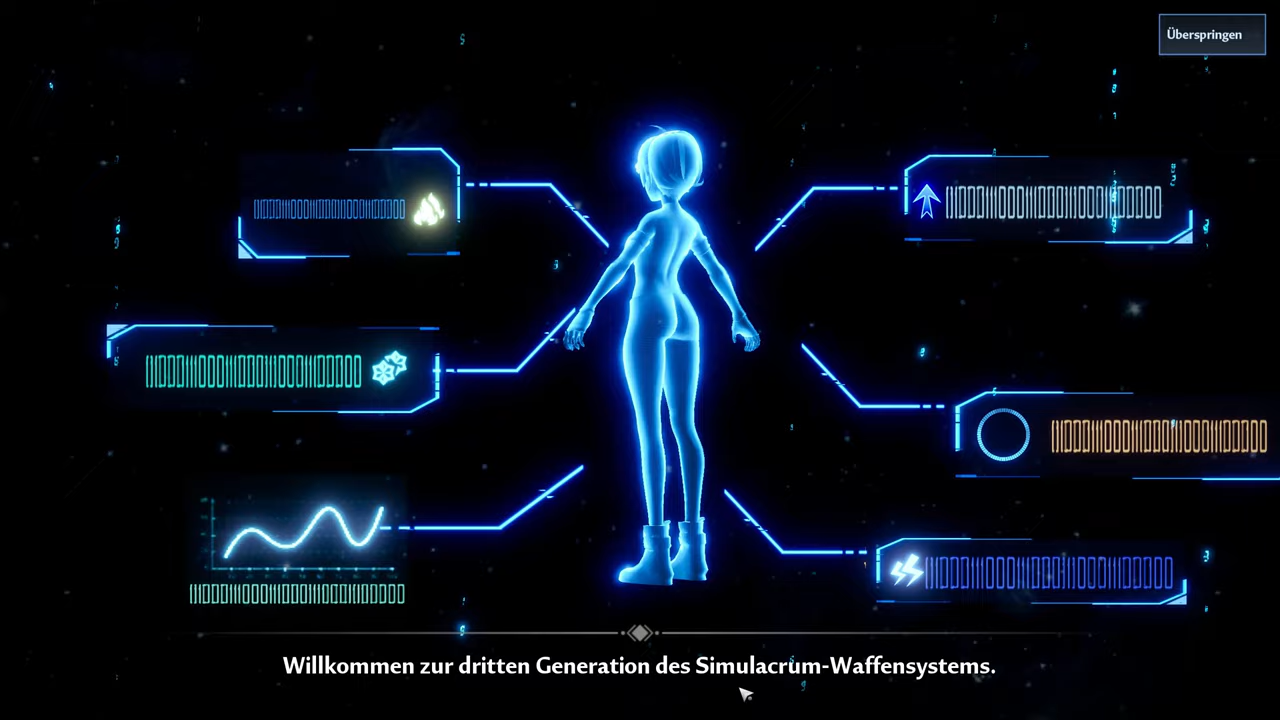 Überspringen
Willkommen zur dritten Generation des Simulacrum-Waffensystems.